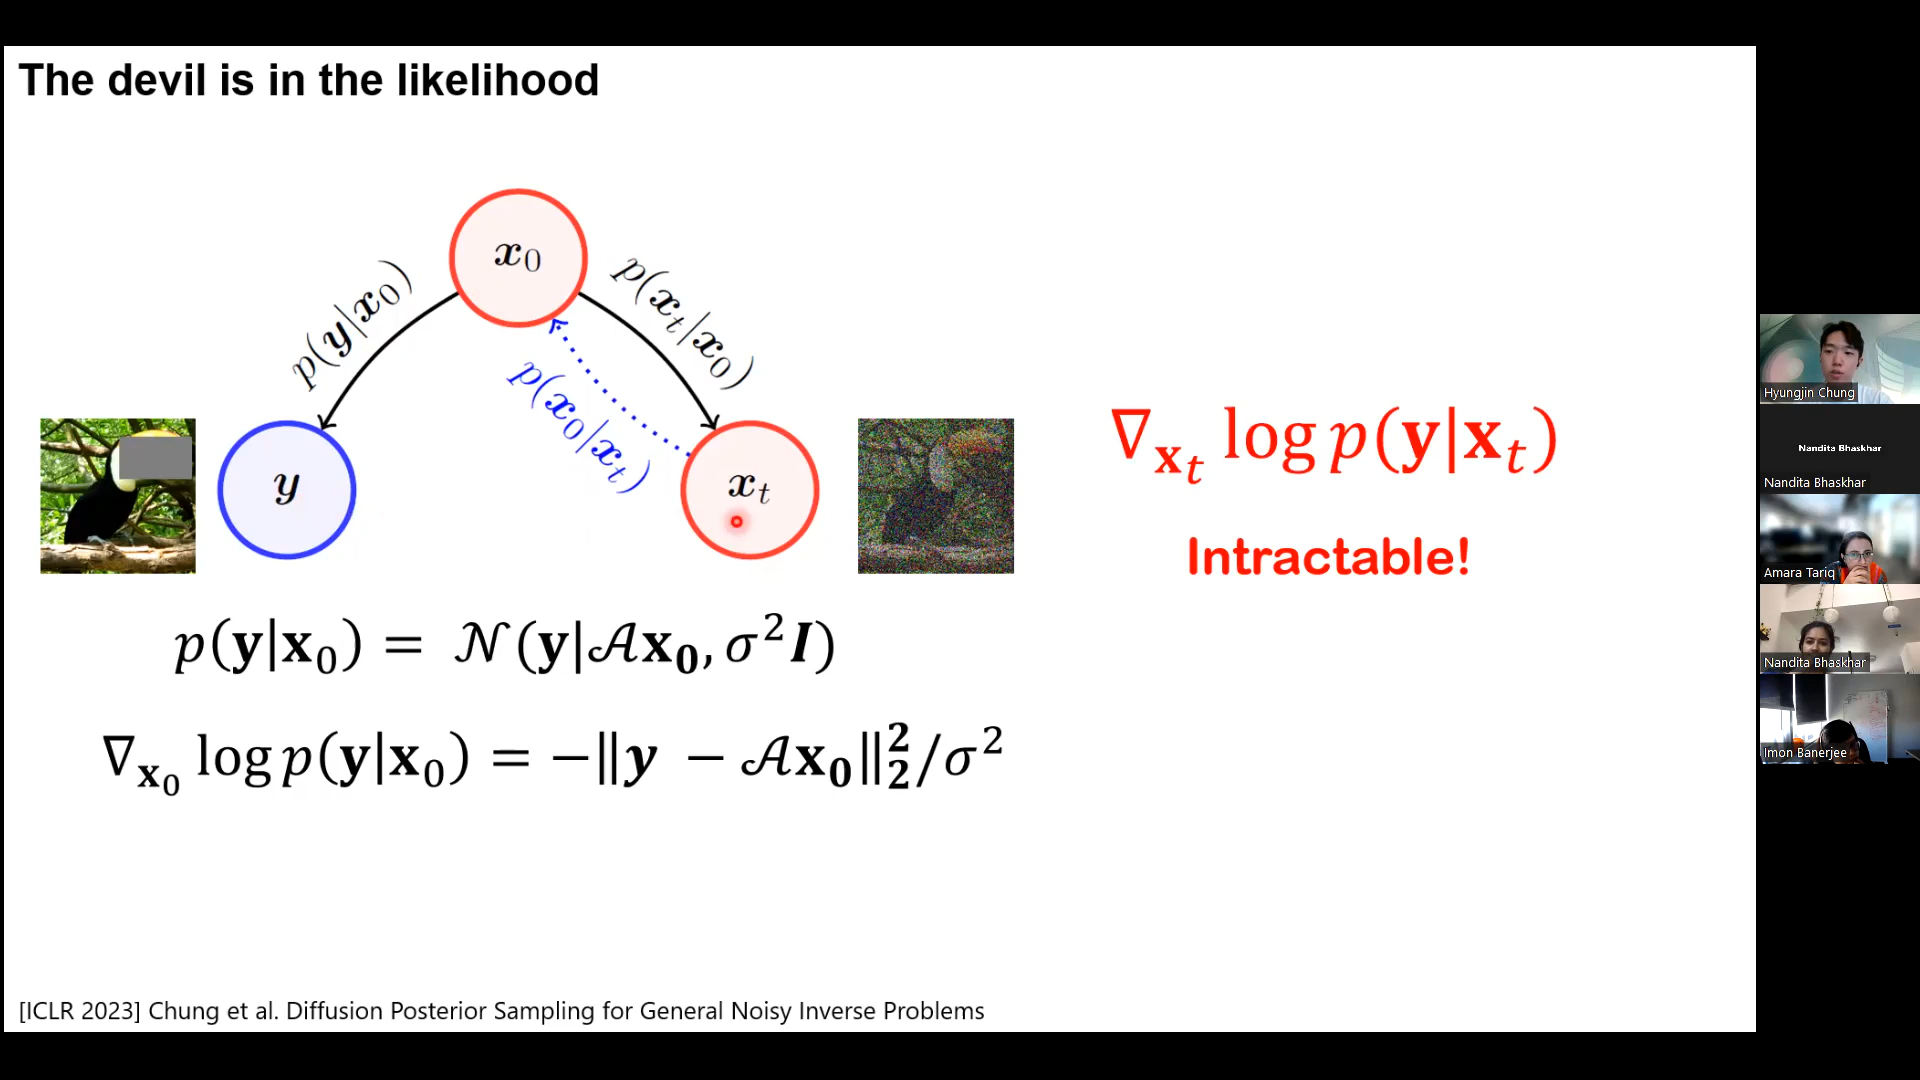 The devil is in the likelihood
x₀
p(y|x₀)
p(xₜ|x₀)
p(x₀|xₜ)
y
xₜ
∇ₓₜ log p(y|xₜ)
Intractable!
p(y|x₀) = 𝒩(y|𝒜x₀, σ²I)
∇ₓ₀ log p(y|x₀) = −‖y − 𝒜x₀‖₂²/σ²
[ICLR 2023] Chung et al. Diffusion Posterior Sampling for General Noisy Inverse Problems
Hyungjin Chung
Nandita Bhaskhar
Nandita Bhaskhar
Amara Tariq
Nandita Bhaskhar
Imon Banerjee